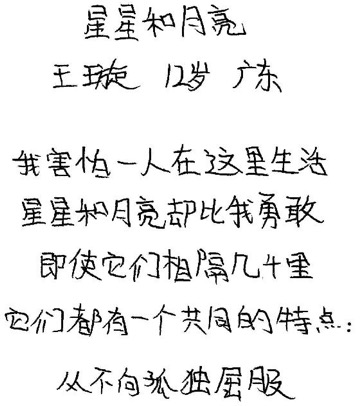 星星和月亮
王璇 12岁 广东
我害怕一人在这里生活
星星和月亮却比我勇敢
即使它们相隔几千里
它们都有一个共同的特点：
从不向孤独屈服